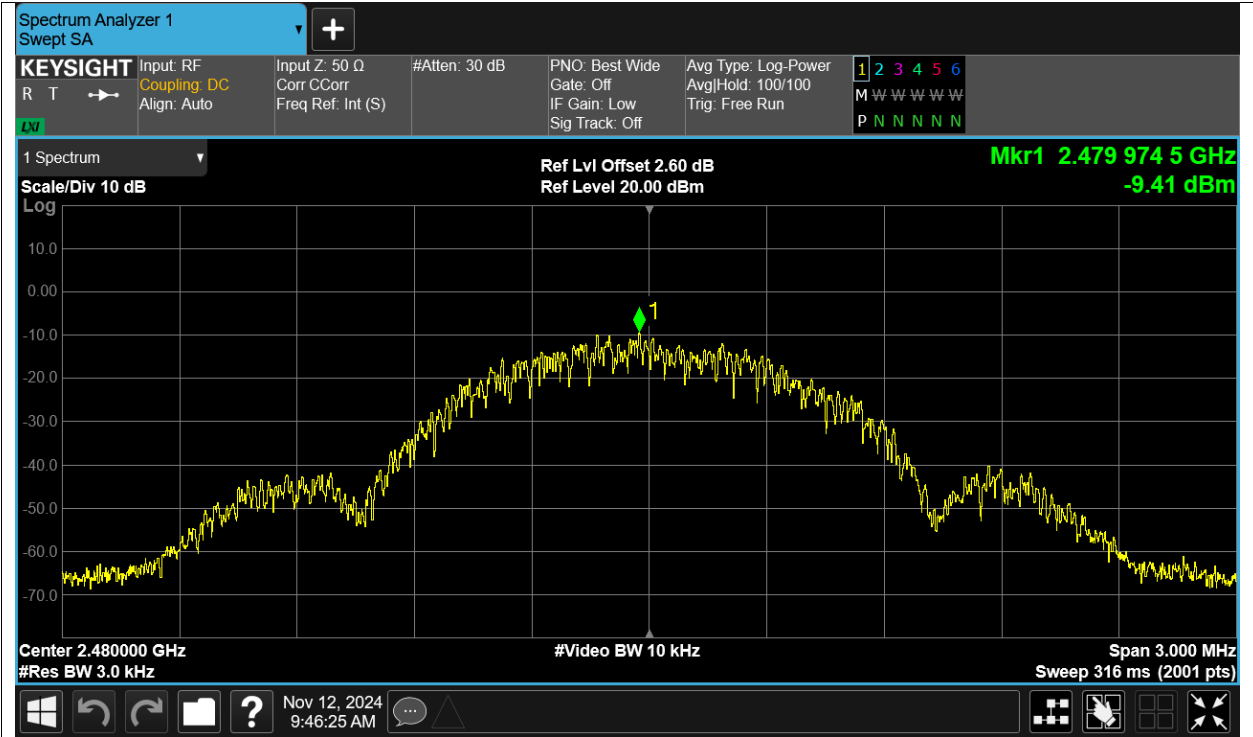 Spectrum Analyzer 1
Swept SA
KEYSIGHT
R T
LXI
Input: RF
Coupling: DC
Align: Auto
Input Z: 50 Ω
Corr CCorr
Freq Ref: Int (S)
#Atten: 30 dB
PNO: Best Wide
Gate: Off
IF Gain: Low
Sig Track: Off
Avg Type: Log-Power
Avg|Hold: 100/100
Trig: Free Run
1 2 3 4 5 6
M W W W W W
P N N N N N
1 Spectrum
Scale/Div 10 dB
Log
Ref Lvl Offset 2.60 dB
Ref Level 20.00 dBm
Mkr1 2.479 974 5 GHz
-9.41 dBm
10.0
0.00
-10.0
-20.0
-30.0
-40.0
-50.0
-60.0
-70.0
1
Center 2.480000 GHz
#Res BW 3.0 kHz
#Video BW 10 kHz
Span 3.000 MHz
Sweep 316 ms (2001 pts)
?
Nov 12, 2024
9:46:25 AM